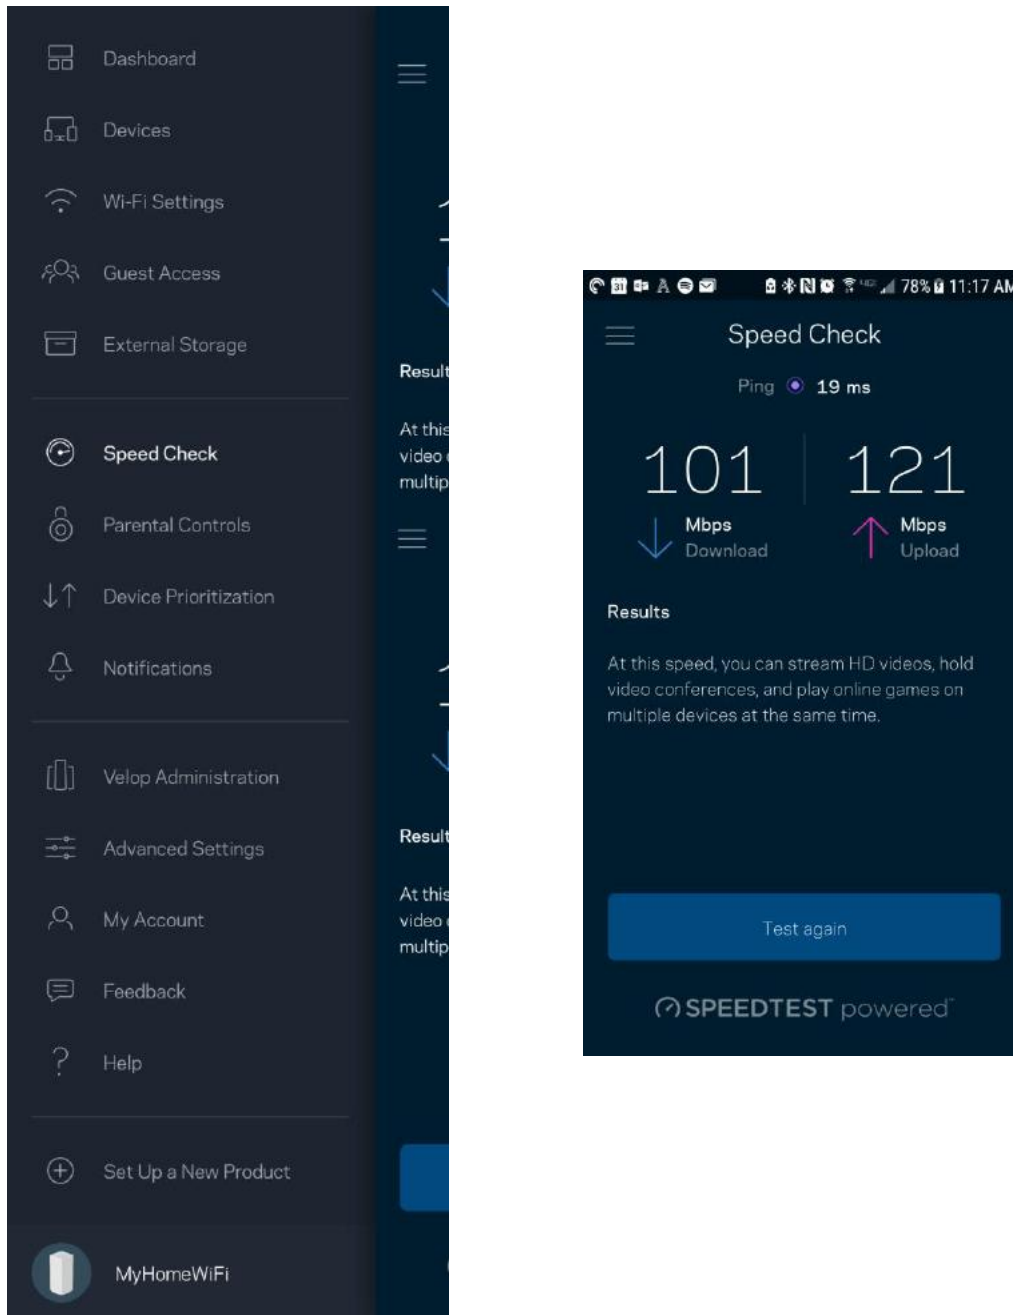 Dashboard
Devices
Wi-Fi Settings
Guest Access
External Storage
Speed Check
Parental Controls
Device Prioritization
Notifications
Velop Administration
Advanced Settings
My Account
Feedback
Help
Set Up a New Product
MyHomeWiFi
Result
At this
video
multip
Result
At this
video
multip
31 78% 11:17 AM
Speed Check
Ping 19 ms
101 121
Mbps Mbps
Download Upload
Results
At this speed, you can stream HD videos, hold
video conferences, and play online games on
multiple devices at the same time.
Test again
SPEEDTEST powered™